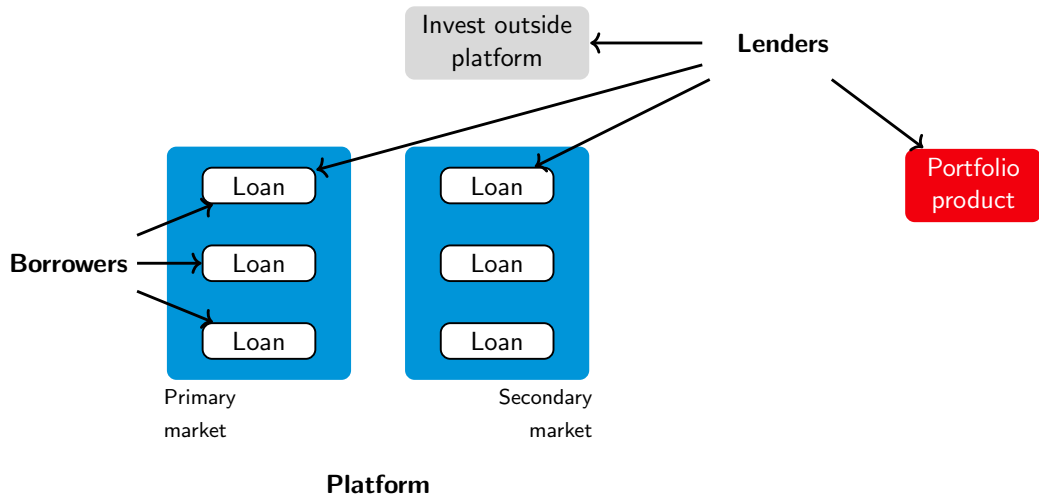 Invest outside
platform
Lenders
Portfolio
product
Loan
Loan
Borrowers
Loan
Loan
Loan
Loan
Primary
market
Secondary
market
Platform